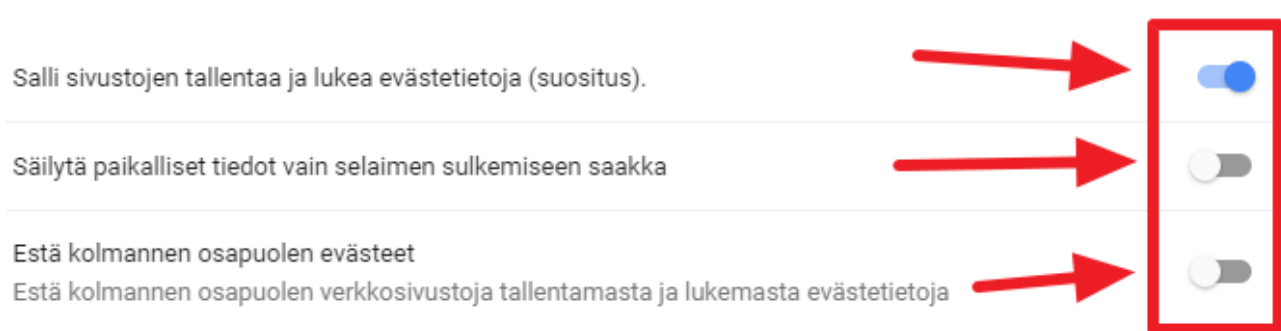 Salli sivustojen tallentaa ja lukea evästetietoja (suositus).
Säilytä paikalliset tiedot vain selaimen sulkemiseen saakka
Estä kolmannen osapuolen evästeet
Estä kolmannen osapuolen verkkosivustoja tallentamasta ja lukemasta evästetietoja